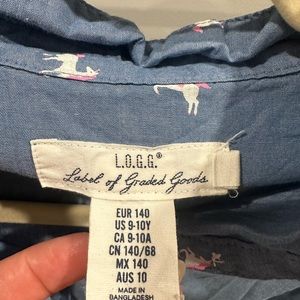 L.O.G.G.®
Label of Graded Goods
EUR 140
US 9-10Y
CA 9-10A
CN 140/68
MX 140
AUS 10
MADE IN
BANGLADESH